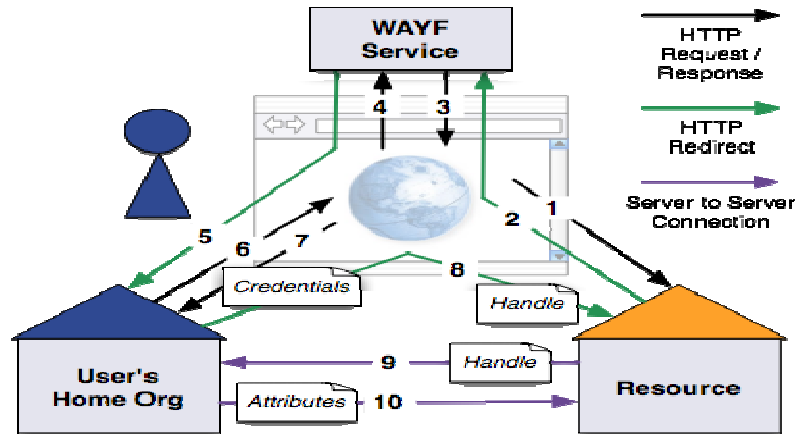 WAYF
Service
HTTP
Request /
Response
HTTP
Redirect
Server to Server
Connection
4
3
1
2
5
6
7
8
Credentials
Handle
9
Handle
User's
Home Org
Resource
Attributes
10